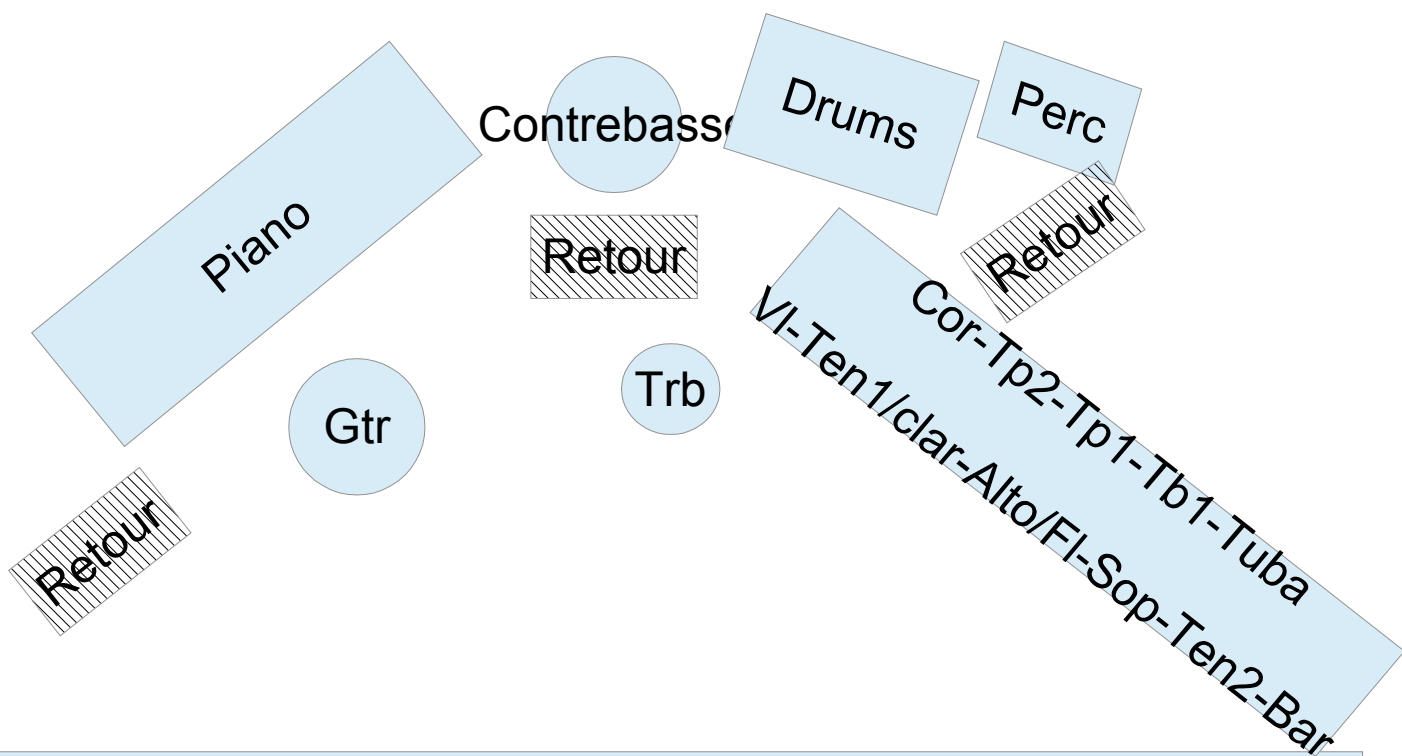 Contrebasse
Drums
Perc
Piano
Retour
Retour
Cor-Tp2-Tp1-Tb1-Tuba
Vl-Ten1/clar-Alto/Fl-Sop-Ten2-Bar
Trb
Gtr
Retour